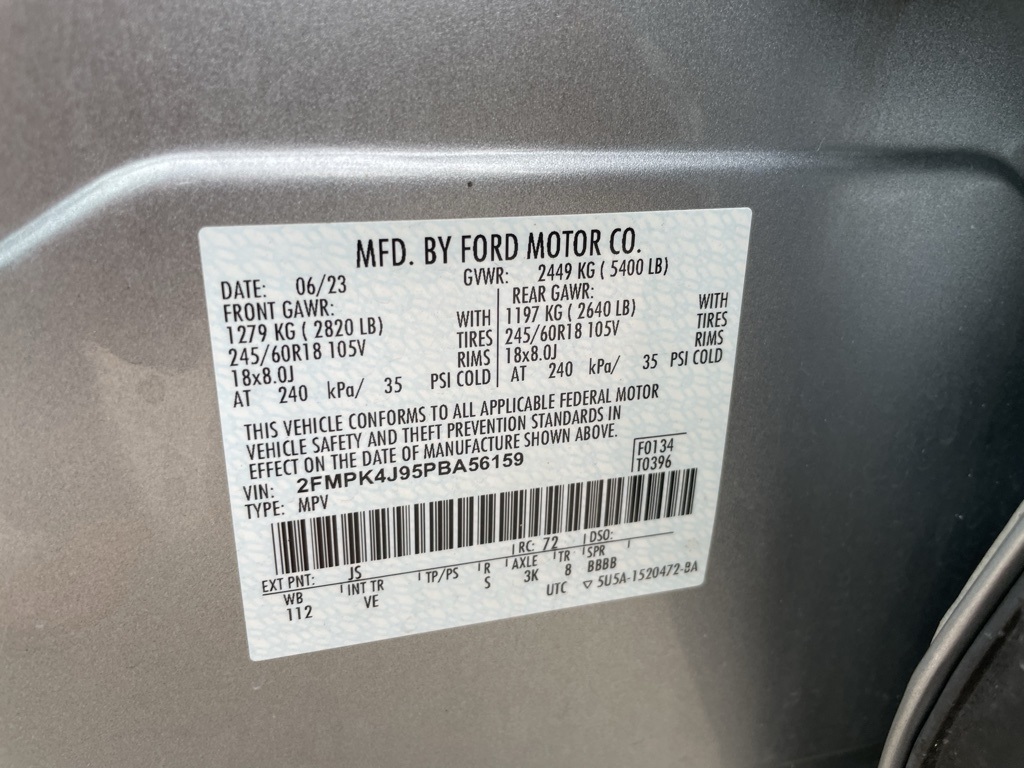 MFD. BY FORD MOTOR CO.
DATE: 06/23 GVWR: 2449 KG ( 5400 LB)
FRONT GAWR: REAR GAWR:
1279 KG ( 2820 LB) WITH 1197 KG ( 2640 LB) WITH
245/60R18 105V TIRES 245/60R18 105V TIRES
18x8.0J RIMS 18x8.0J RIMS
AT 240 kPa/ 35 PSI COLD AT 240 kPa/ 35 PSI COLD
THIS VEHICLE CONFORMS TO ALL APPLICABLE FEDERAL MOTOR
VEHICLE SAFETY AND THEFT PREVENTION STANDARDS IN
EFFECT ON THE DATE OF MANUFACTURE SHOWN ABOVE.
VIN: 2FMPK4J95PBA56159 F0134
TYPE: MPV T0396
EXT PNT: JS RC: 72 DSO:
WB INT TR TP/PS R AXLE TR SPR
112 VE S 3K 8 BBBB
UTC ▽ 5U5A-1520472-BA